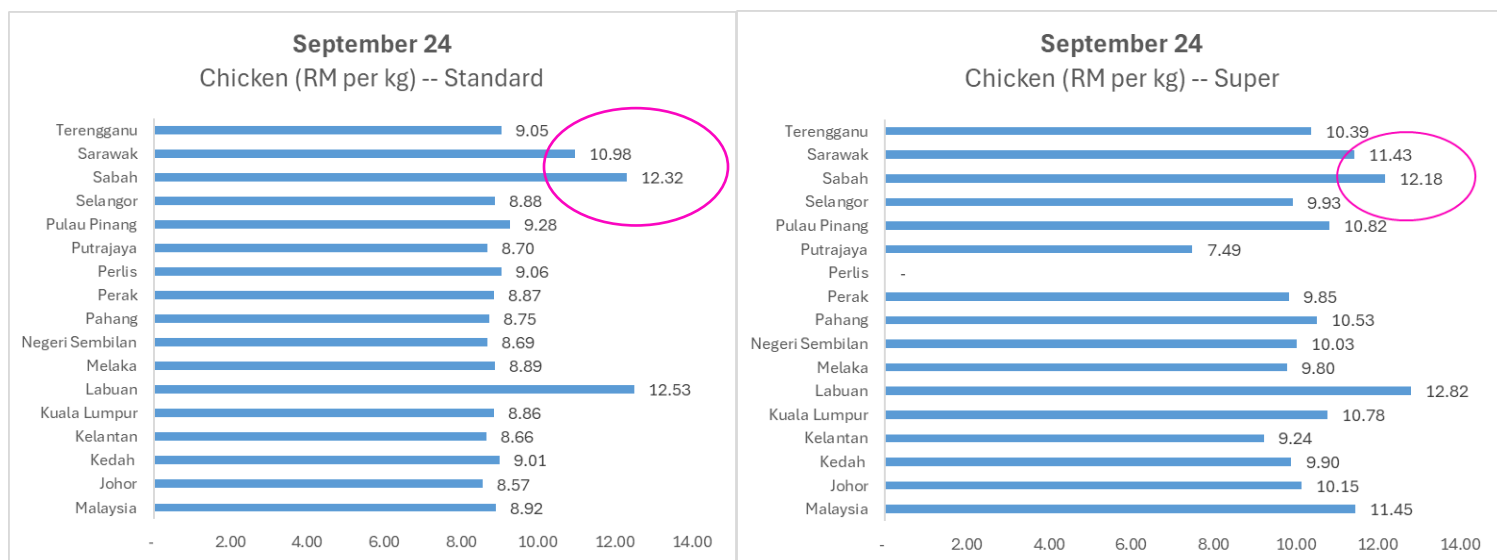 September 24
Chicken (RM per kg) -- Standard
Terengganu 9.05
Sarawak 10.98
Sabah 12.32
Selangor 8.88
Pulau Pinang 9.28
Putrajaya 8.70
Perlis 9.06
Perak 8.87
Pahang 8.75
Negeri Sembilan 8.69
Melaka 8.89
Labuan 12.53
Kuala Lumpur 8.86
Kelantan 8.66
Kedah 9.01
Johor 8.57
Malaysia 8.92
- 2.00 4.00 6.00 8.00 10.00 12.00 14.00
September 24
Chicken (RM per kg) -- Super
Terengganu 10.39
Sarawak 11.43
Sabah 12.18
Selangor 9.93
Pulau Pinang 10.82
Putrajaya 7.49
Perlis -
Perak 9.85
Pahang 10.53
Negeri Sembilan 10.03
Melaka 9.80
Labuan 12.82
Kuala Lumpur 10.78
Kelantan 9.24
Kedah 9.90
Johor 10.15
Malaysia 11.45
- 2.00 4.00 6.00 8.00 10.00 12.00 14.00